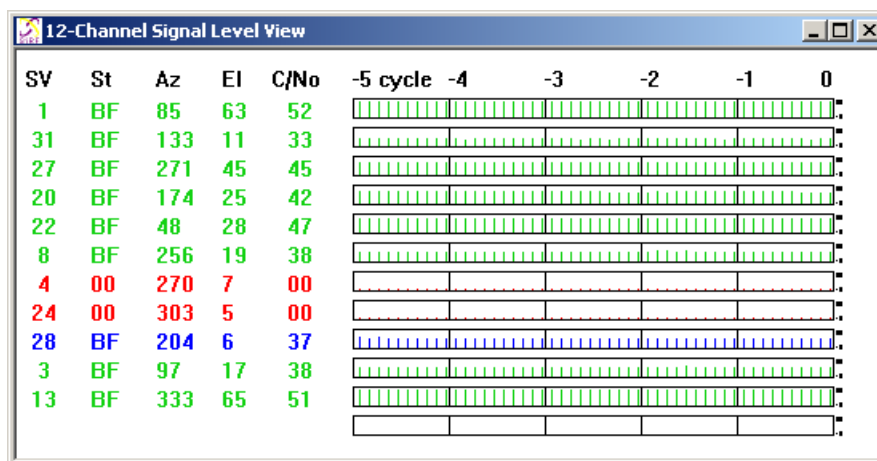 12-Channel Signal Level View
SV St Az El C/No -5 cycle -4 -3 -2 -1 0
1 BF 85 63 52
31 BF 133 11 33
27 BF 271 45 45
20 BF 174 25 42
22 BF 48 28 47
8 BF 256 19 38
4 00 270 7 00
24 00 303 5 00
28 BF 204 6 37
3 BF 97 17 38
13 BF 333 65 51